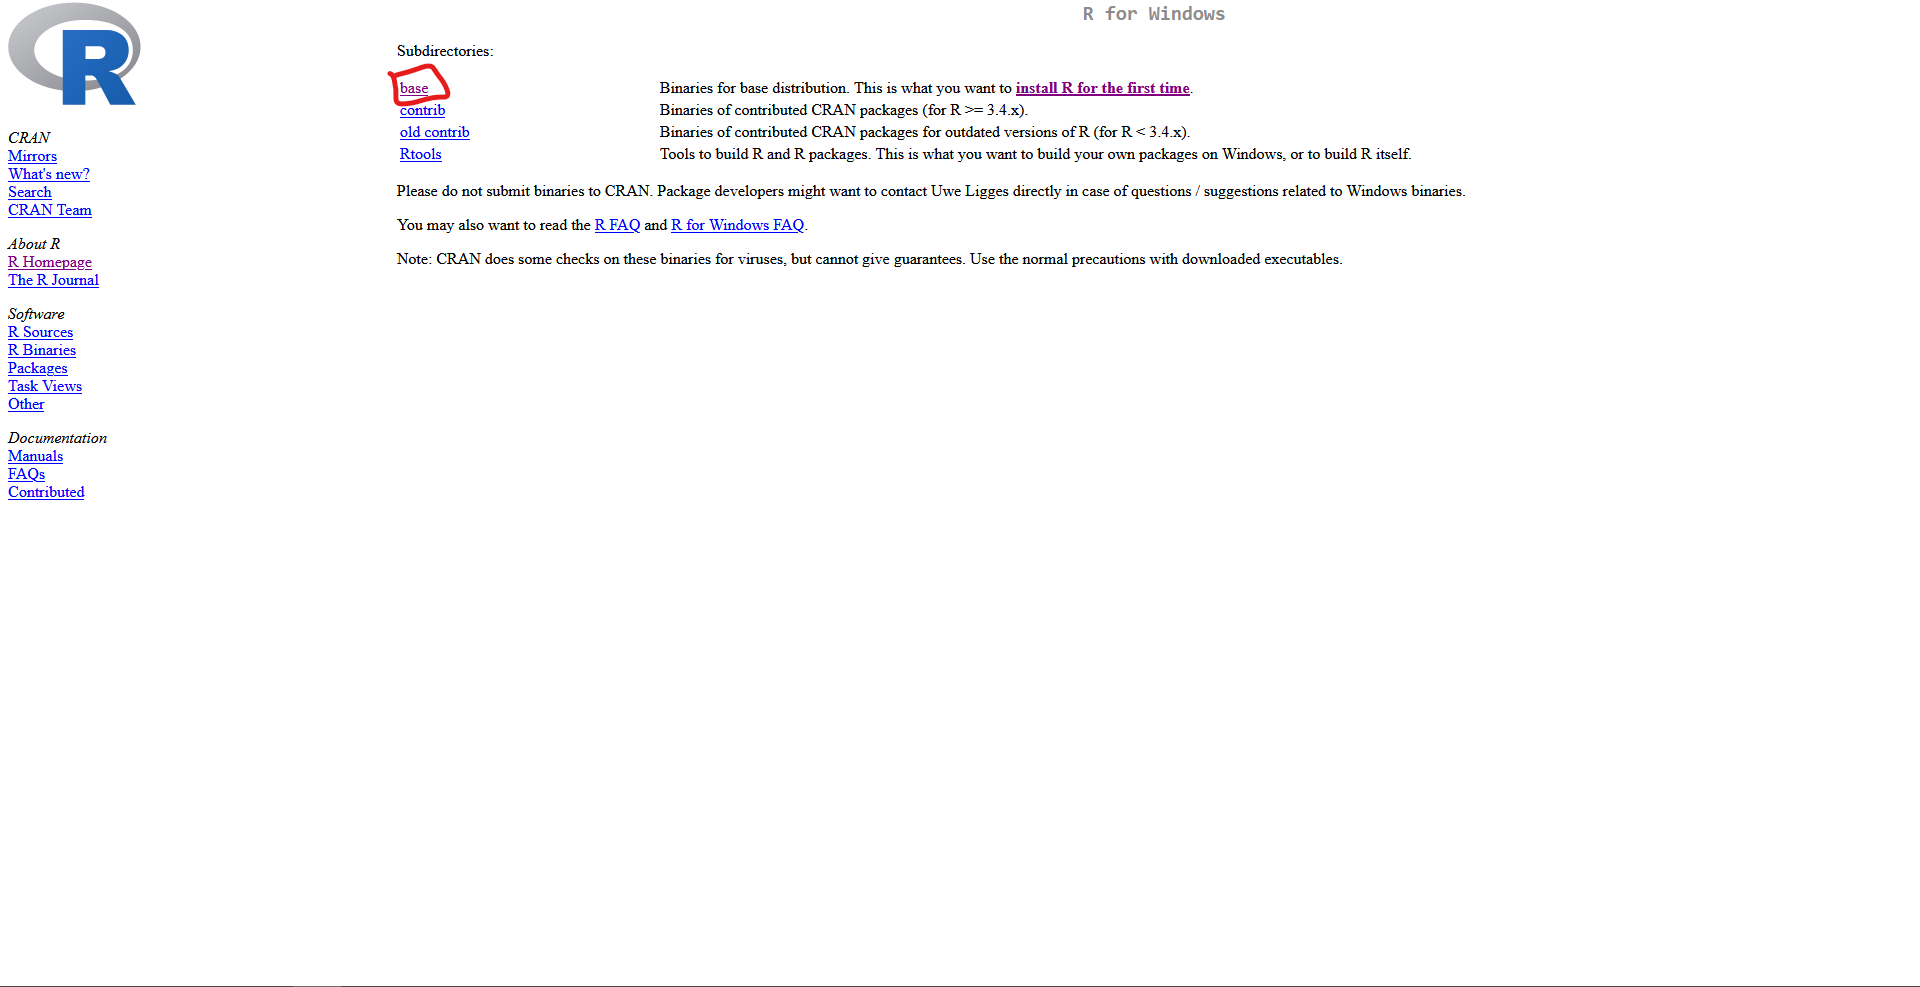 R
CRAN
Mirrors
What's new?
Search
CRAN Team
About R
R Homepage
The R Journal
Software
R Sources
R Binaries
Packages
Task Views
Other
Documentation
Manuals
FAQs
Contributed
R for Windows
Subdirectories:
base Binaries for base distribution. This is what you want to install R for the first time.
contrib Binaries of contributed CRAN packages (for R >= 3.4.x).
old contrib Binaries of contributed CRAN packages for outdated versions of R (for R < 3.4.x).
Rtools Tools to build R and R packages. This is what you want to build your own packages on Windows, or to build R itself.
Please do not submit binaries to CRAN. Package developers might want to contact Uwe Ligges directly in case of questions / suggestions related to Windows binaries.
You may also want to read the R FAQ and R for Windows FAQ.
Note: CRAN does some checks on these binaries for viruses, but cannot give guarantees. Use the normal precautions with downloaded executables.